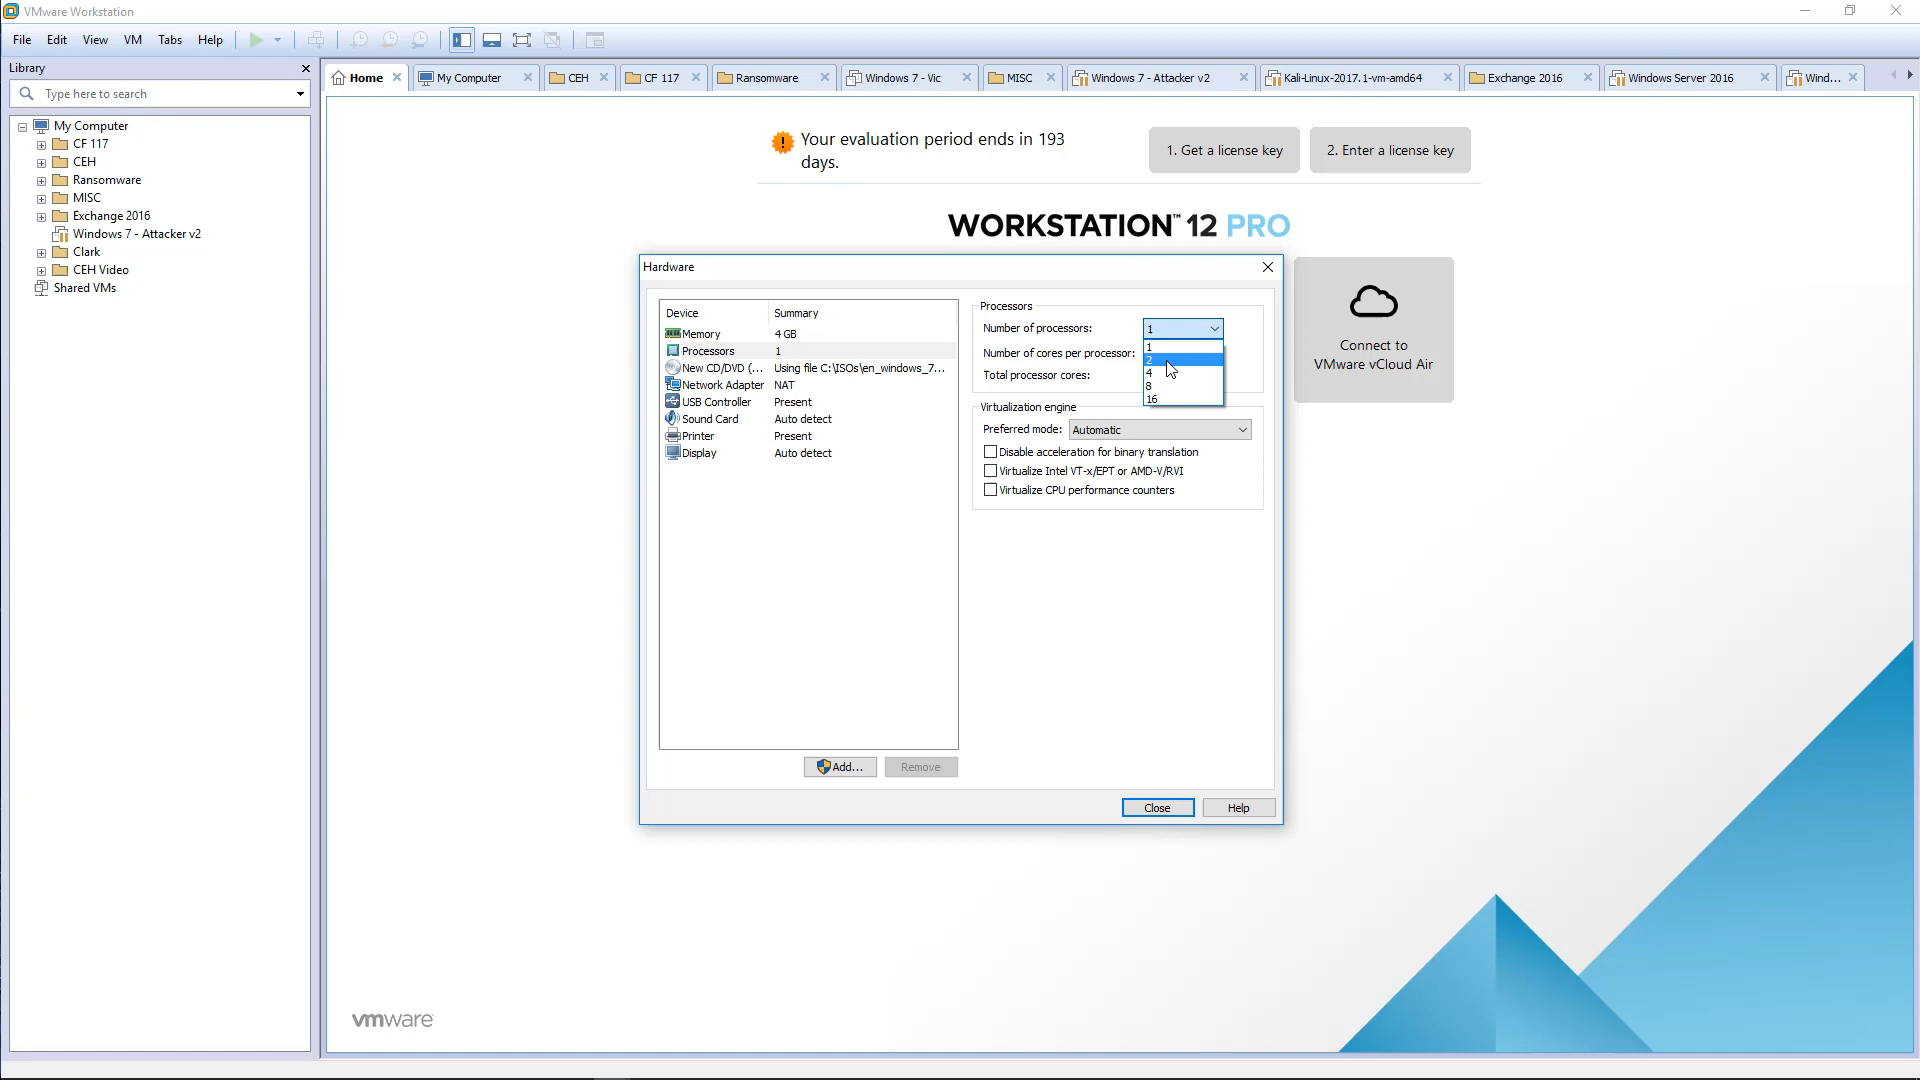 VMware Workstation
File Edit View VM Tabs Help
Library
Type here to search
My Computer
CF 117
CEH
Ransomware
MISC
Exchange 2016
Windows 7 - Attacker v2
Clark
CEH Video
Shared VMs
Home
My Computer
CEH
CF 117
Ransomware
Windows 7 - Vic
MISC
Windows 7 - Attacker v2
Kali-Linux-2017.1-vm-amd64
Exchange 2016
Windows Server 2016
Wind...
Your evaluation period ends in 193
days.
1. Get a license key
2. Enter a license key
WORKSTATION™ 12 PRO
Connect to
VMware vCloud Air
Hardware
Device Summary
Memory 4 GB
Processors 1
New CD/DVD (... Using file C:\ISOs\en_windows_7...
Network Adapter NAT
USB Controller Present
Sound Card Auto detect
Printer Present
Display Auto detect
Add...
Remove
Processors
Number of processors: 1
1
2
4
8
16
Number of cores per processor:
Total processor cores:
Virtualization engine
Preferred mode: Automatic
Disable acceleration for binary translation
Virtualize Intel VT-x/EPT or AMD-V/RVI
Virtualize CPU performance counters
Close
Help
vmware